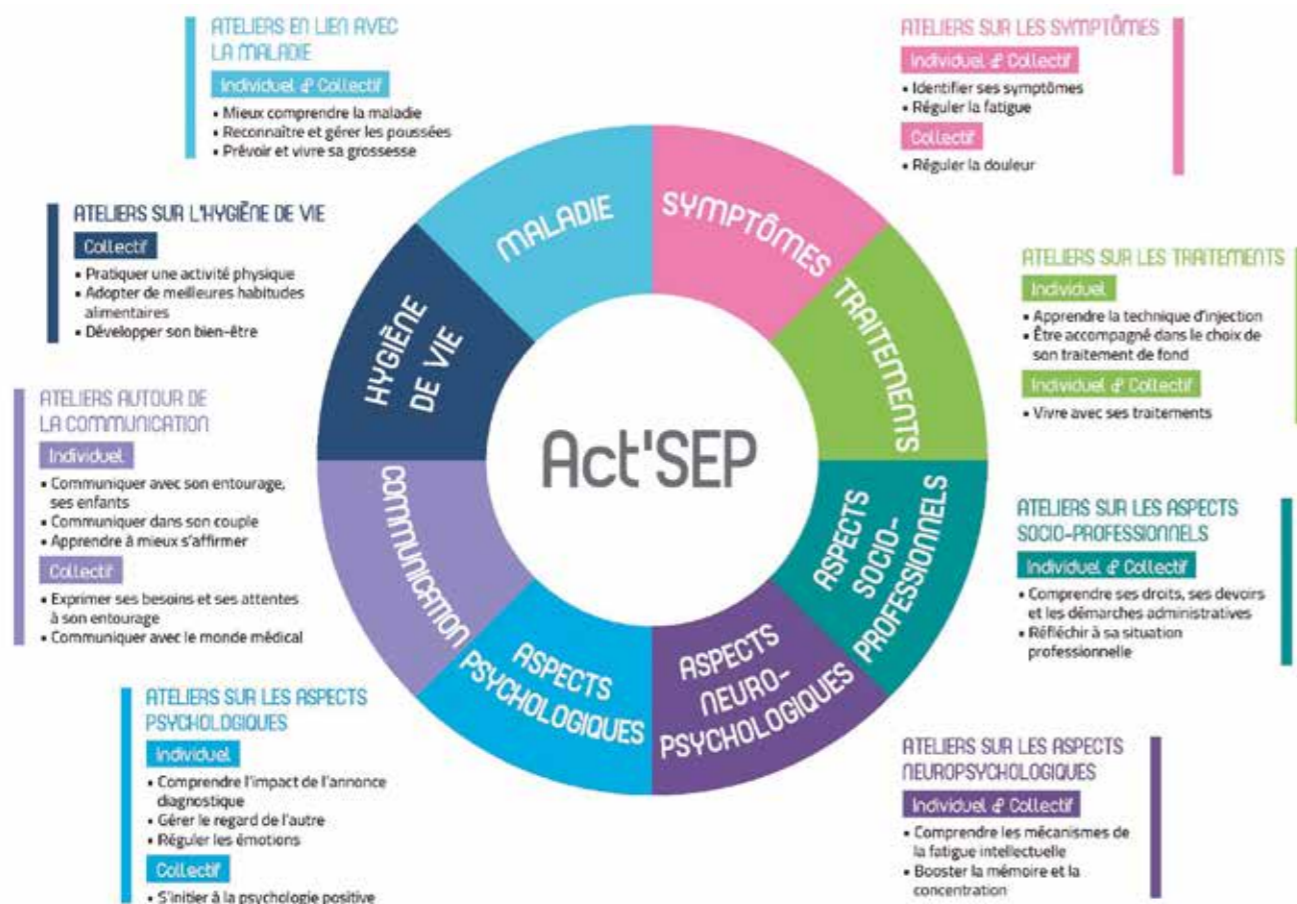 ATELIERS EN LIEN AVEC
LA MALADIE
Individuel & Collectif
• Mieux comprendre la maladie
• Reconnaître et gérer les poussées
• Prévoir et vivre sa grossesse
ATELIERS SUR LES SYMPTÔMES
Individuel & Collectif
• Identifier ses symptômes
• Réguler la fatigue
Collectif
• Réguler la douleur
ATELIERS SUR L'HYGIÈNE DE VIE
Collectif
• Pratiquer une activité physique
• Adopter de meilleures habitudes
alimentaires
• Développer son bien-être
ATELIERS SUR LES TRAITEMENTS
Individuel
• Apprendre la technique d'injection
• Être accompagné dans le choix de
son traitement de fond
Individuel & Collectif
• Vivre avec ses traitements
ATELIERS AUTOUR DE
LA COMMUNICATION
Individuel
• Communiquer avec son entourage,
ses enfants
• Communiquer dans son couple
• Apprendre à mieux s'affirmer
Collectif
• Exprimer ses besoins et ses attentes
à son entourage
• Communiquer avec le monde médical
ATELIERS SUR LES ASPECTS
SOCIO-PROFESSIONNELS
Individuel & Collectif
• Comprendre ses droits, ses devoirs
et les démarches administratives
• Réfléchir à sa situation
professionnelle
ATELIERS SUR LES ASPECTS
PSYCHOLOGIQUES
Individuel
• Comprendre l'impact de l'annonce
diagnostique
• Gérer le regard de l'autre
• Réguler les émotions
Collectif
• S'initier à la psychologie positive
ATELIERS SUR LES ASPECTS
NEUROPSYCHOLOGIQUES
Individuel & Collectif
• Comprendre les mécanismes de
la fatigue intellectuelle
• Booster la mémoire et la
concentration
MALADIE
SYMPTÔMES
TRAITEMENTS
ASPECTS
SOCIO-
PROFESSIONNELS
ASPECTS
NEURO-
PSYCHOLOGIQUES
ASPECTS
PSYCHOLOGIQUES
COMMUNICATION
HYGIÈNE
DE VIE
Act'SEP